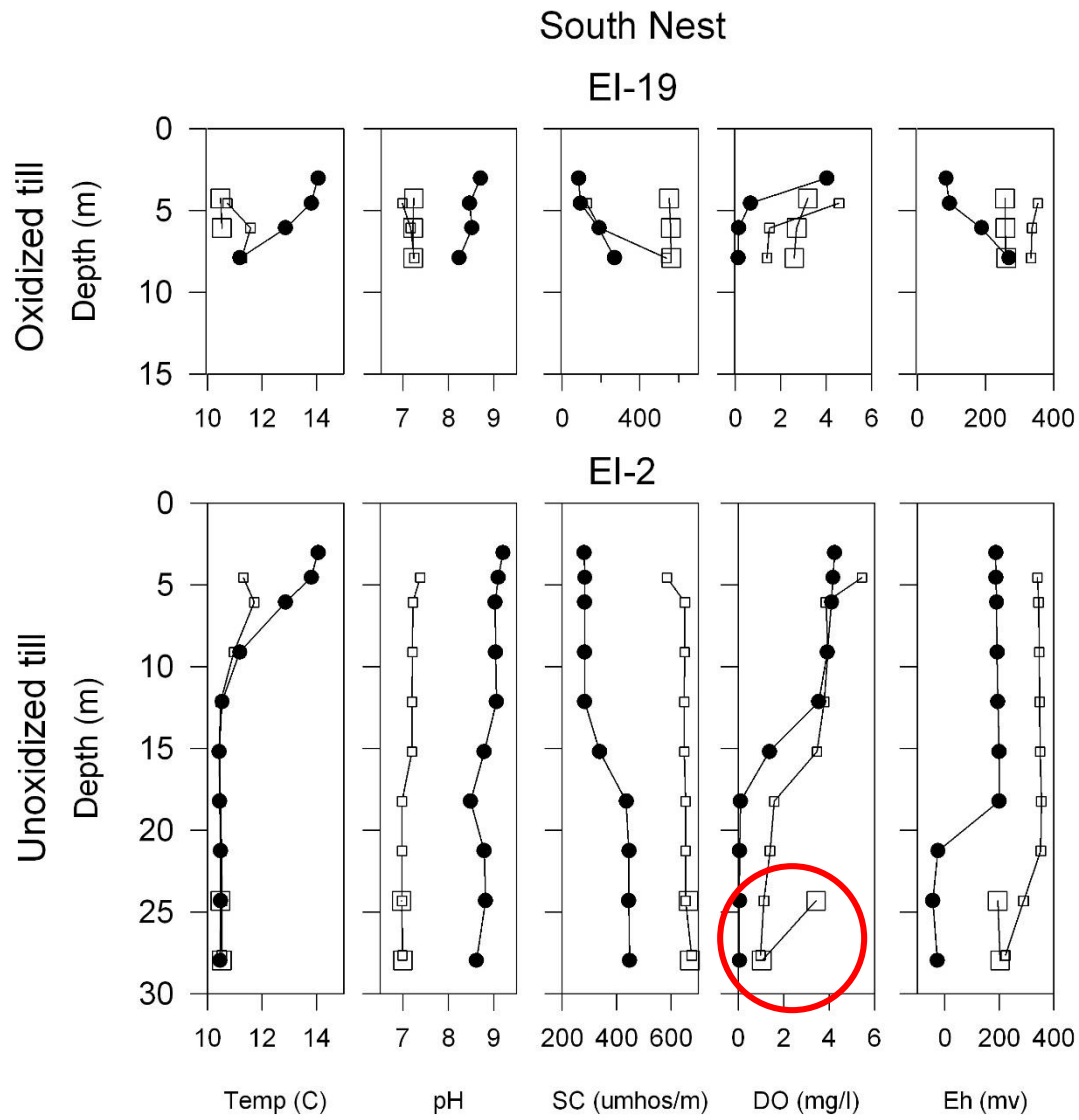 South Nest
EI-19
Oxidized till
Depth (m)
0
5
10
15
10 12 14
7 8 9
0 400
0 2 4 6
0 200 400
EI-2
Unoxidized till
Depth (m)
0
5
10
15
20
25
30
10 12 14
7 8 9
200 400 600
0 2 4 6
0 200 400
Temp (C) pH SC (umhos/m) DO (mg/l) Eh (mv)